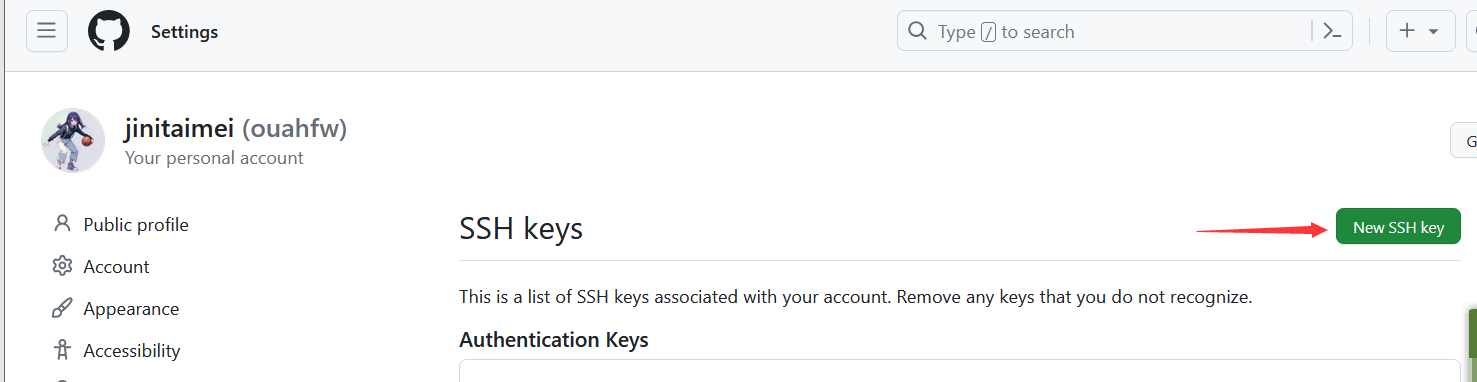 Settings
Type / to search
jinitaimei (ouahfw)
Your personal account
Public profile
Account
Appearance
Accessibility
SSH keys
New SSH key
This is a list of SSH keys associated with your account. Remove any keys that you do not recognize.
Authentication Keys